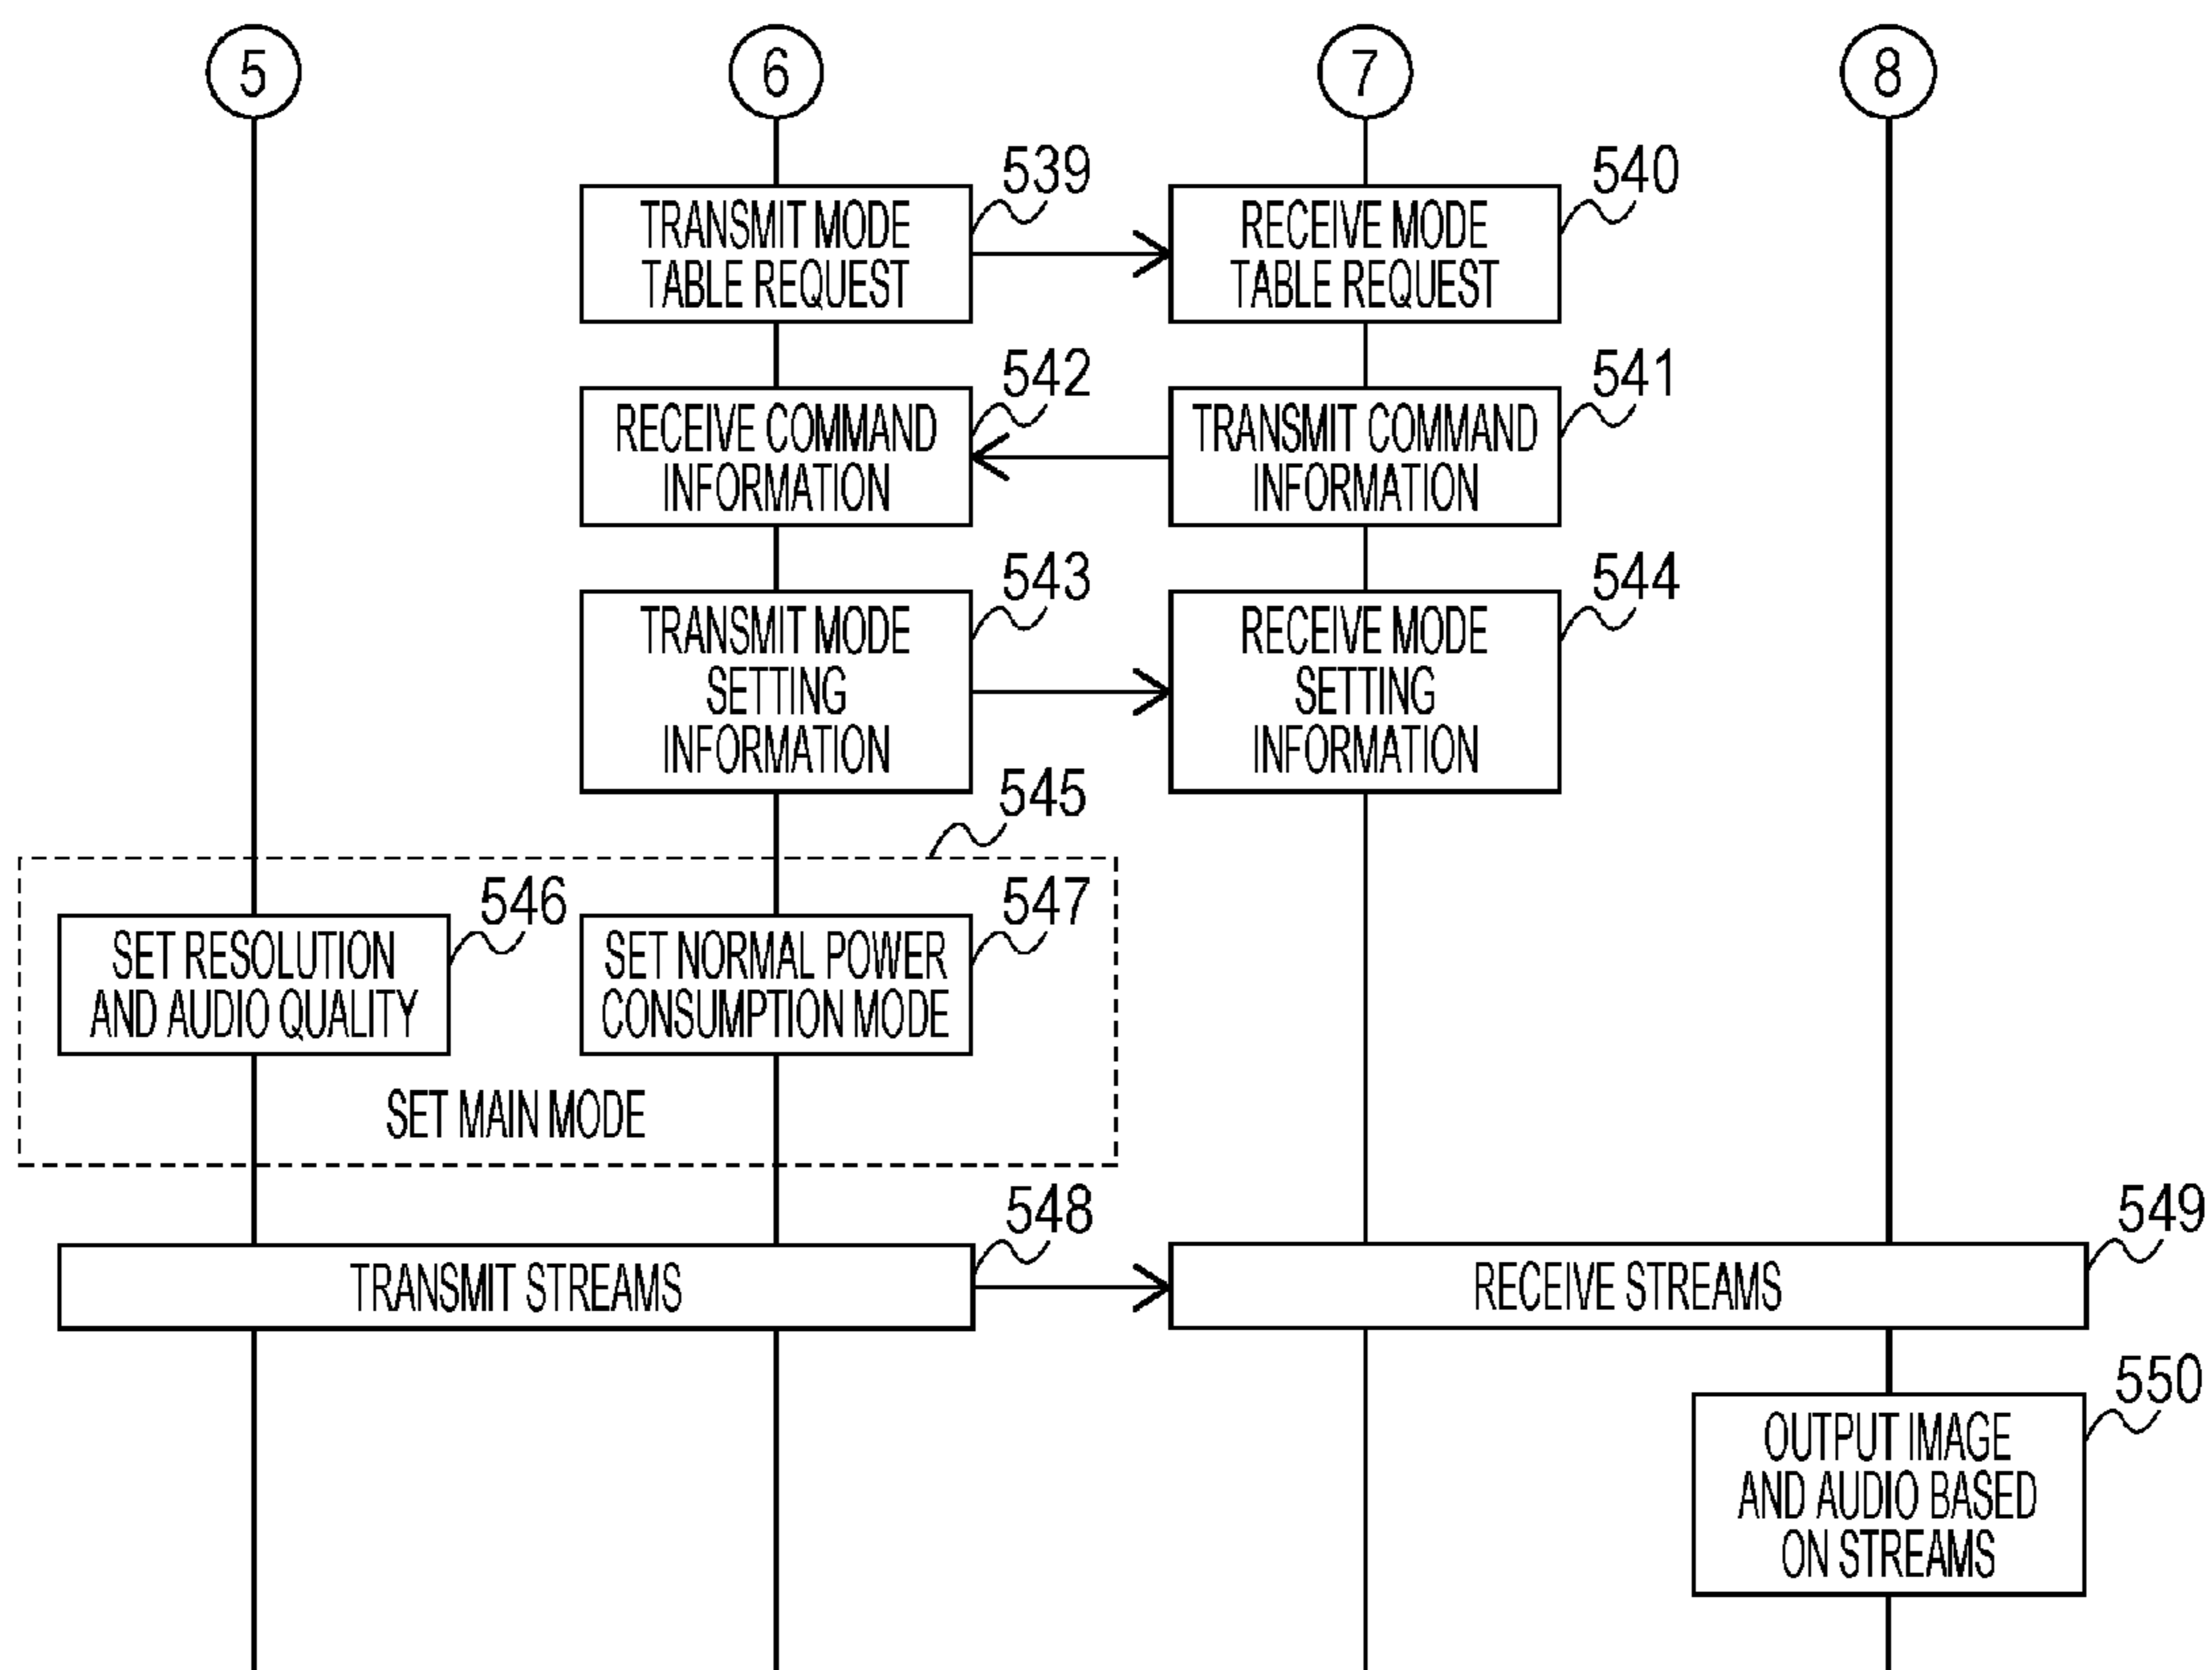 5
6
7
8
539
540
TRANSMIT MODE
TABLE REQUEST
RECEIVE MODE
TABLE REQUEST
542
541
RECEIVE COMMAND
INFORMATION
TRANSMIT COMMAND
INFORMATION
543
544
TRANSMIT MODE
SETTING
INFORMATION
RECEIVE MODE
SETTING
INFORMATION
545
546
547
SET RESOLUTION
AND AUDIO QUALITY
SET NORMAL POWER
CONSUMPTION MODE
SET MAIN MODE
548
549
TRANSMIT STREAMS
RECEIVE STREAMS
550
OUTPUT IMAGE
AND AUDIO BASED
ON STREAMS